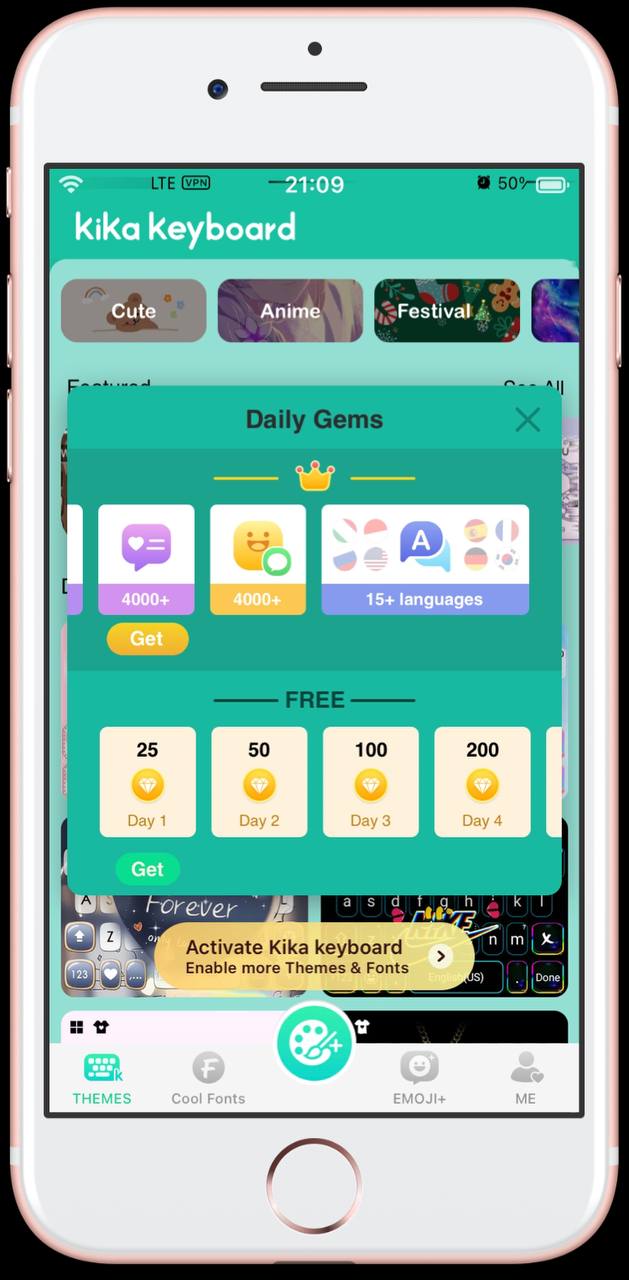 LTE VPN 21:09 50%
kika keyboard
Cute Anime Festival
Featured See All
Daily Gems
4000+ 4000+ A 15+ languages
Get
FREE
25 50 100 200
Day 1 Day 2 Day 3 Day 4
Get
A Forever a s d f g h j k l
Z n m
Activate Kika keyboard
Enable more Themes & Fonts
123 English(US) . Done
THEMES Cool Fonts EMOJI+ ME